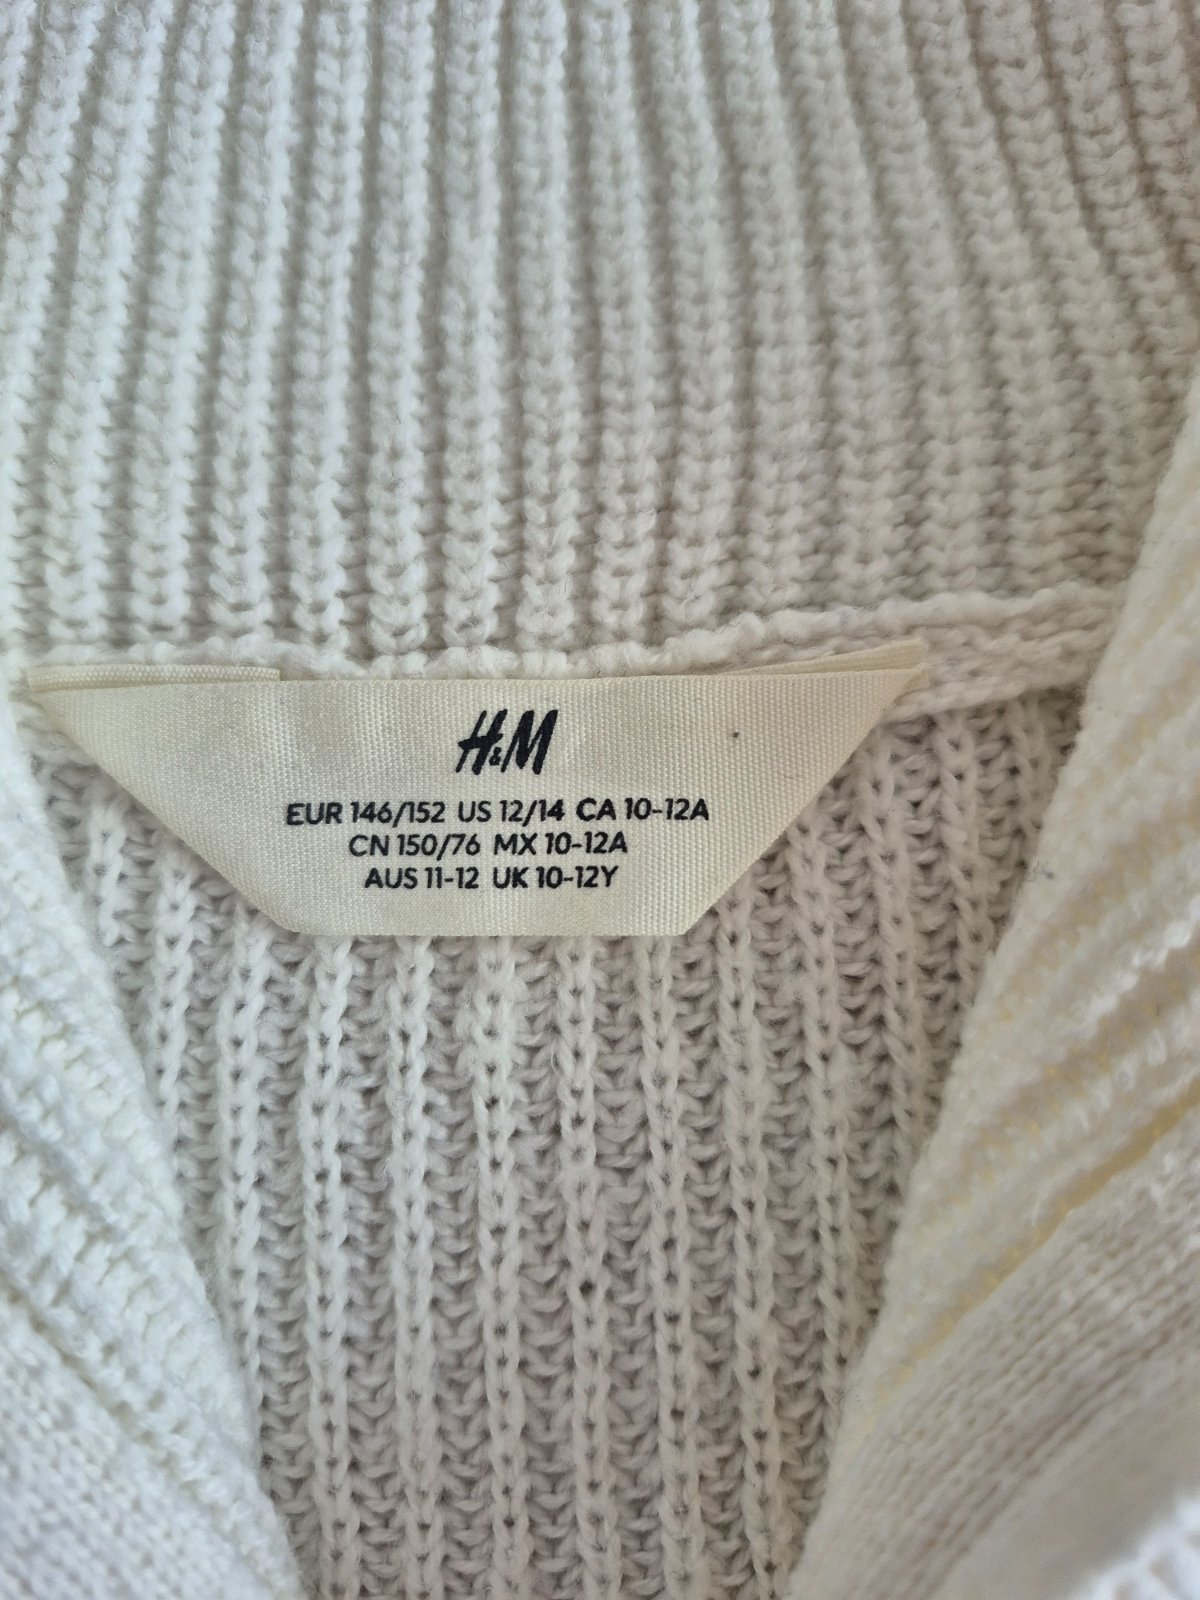 H&M
EUR 146/152 US 12/14 CA 10-12A
CN 150/76 MX 10-12A
AUS 11-12 UK 10-12Y